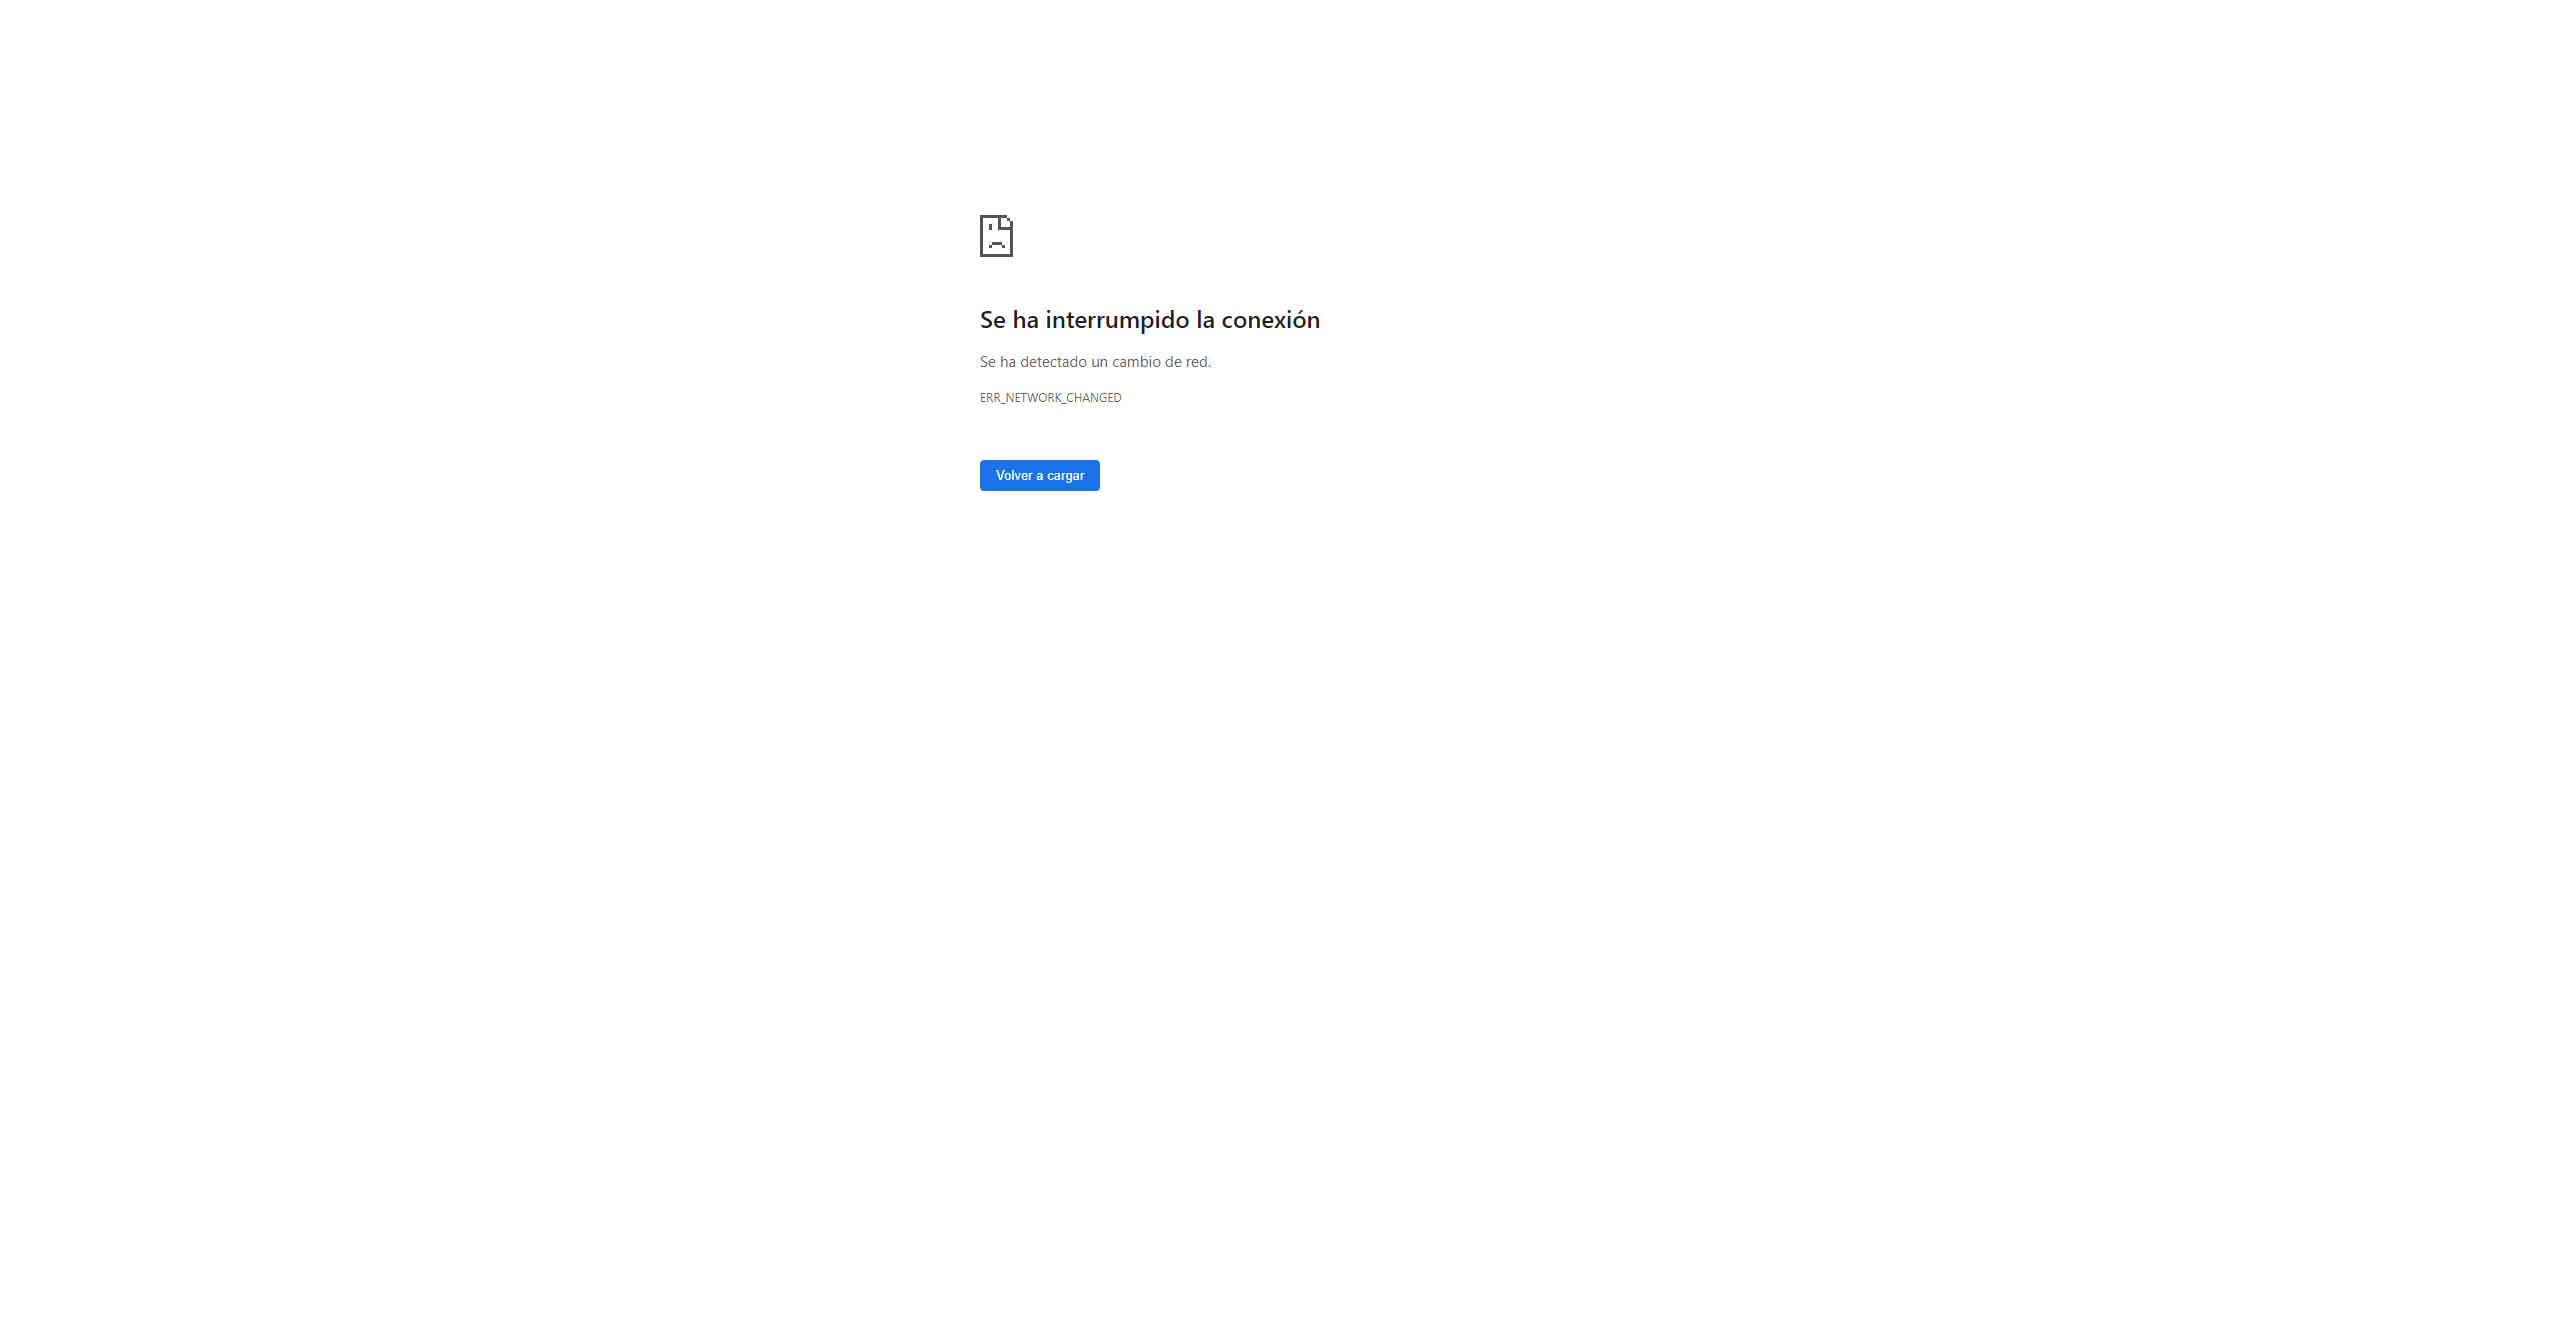 Se ha interrumpido la conexión
Se ha detectado un cambio de red.
ERR_NETWORK_CHANGED
Volver a cargar